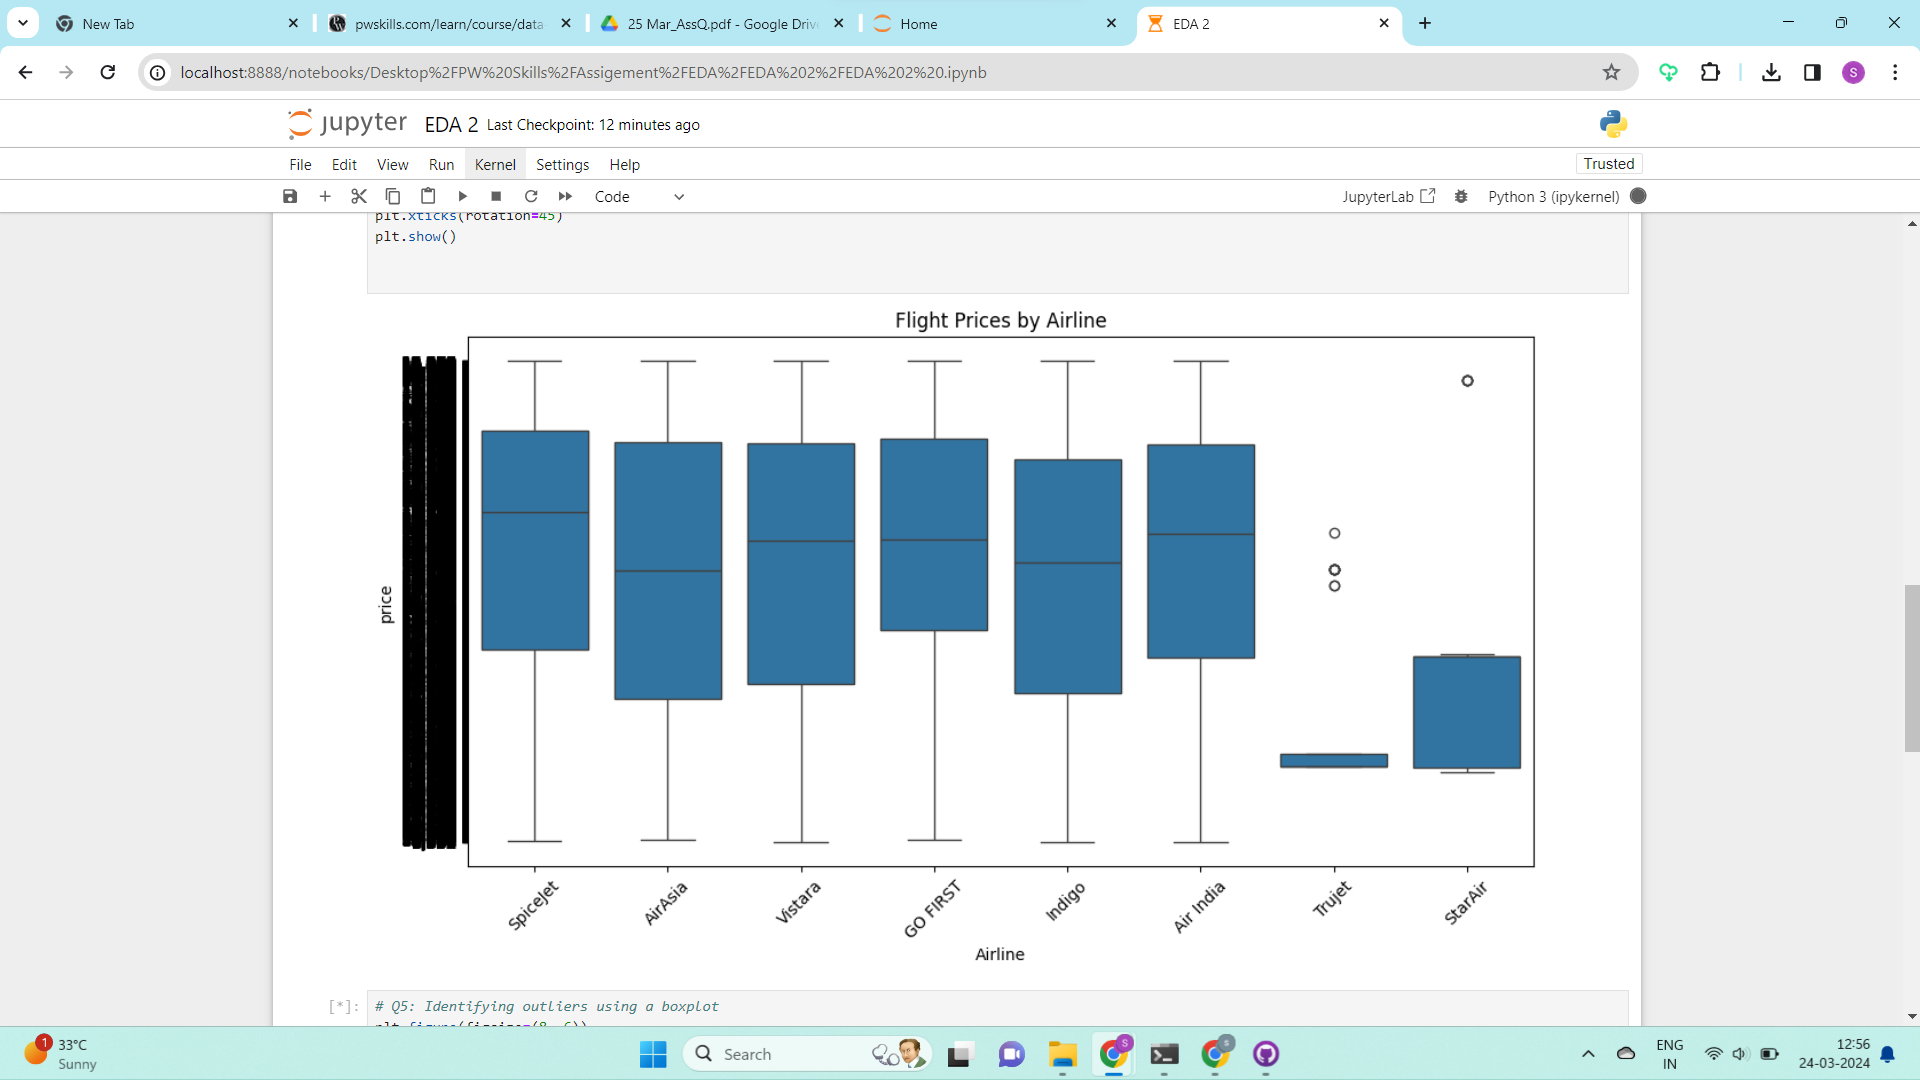 New Tab
pwskills.com/learn/course/data-
25 Mar_AssQ.pdf - Google Drive
Home
EDA 2
localhost:8888/notebooks/Desktop%2FPW%20Skills%2FAssigement%2FEDA%2FEDA%202%2FEDA%202%20.ipynb
S
jupyter EDA 2 Last Checkpoint: 12 minutes ago
File Edit View Run Kernel Settings Help
Trusted
Code
JupyterLab
Python 3 (ipykernel)
plt.xticks(rotation=45)
plt.show()
Flight Prices by Airline
price
SpiceJet
AirAsia
Vistara
GO FIRST
Indigo
Air India
Trujet
StarAir
Airline
[*]:
# Q5: Identifying outliers using a boxplot
1
33°C
Sunny
Search
S
S
ENG
IN
12:56
24-03-2024